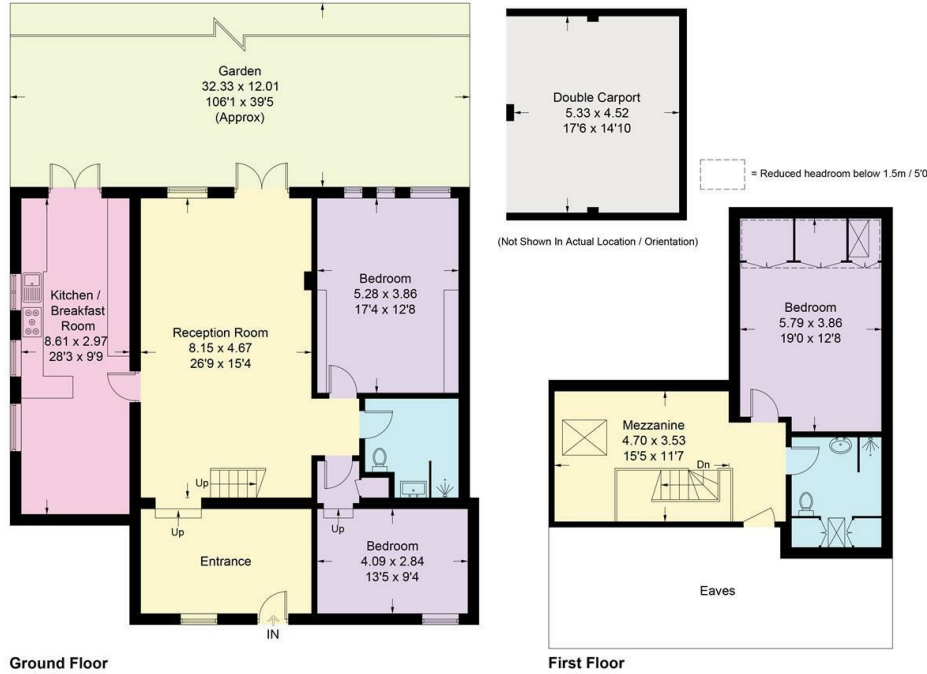 Garden
32.33 x 12.01
106'1 x 39'5
(Approx)
Double Carport
5.33 x 4.52
17'6 x 14'10
= Reduced headroom below 1.5m / 5'0
(Not Shown In Actual Location / Orientation)
Kitchen /
Breakfast
Room
8.61 x 2.97
28'3 x 9'9
Reception Room
8.15 x 4.67
26'9 x 15'4
Bedroom
5.28 x 3.86
17'4 x 12'8
Up
Up
Up
Entrance
Bedroom
4.09 x 2.84
13'5 x 9'4
IN
Ground Floor
Bedroom
5.79 x 3.86
19'0 x 12'8
Mezzanine
4.70 x 3.53
15'5 x 11'7
Dn
Eaves
First Floor